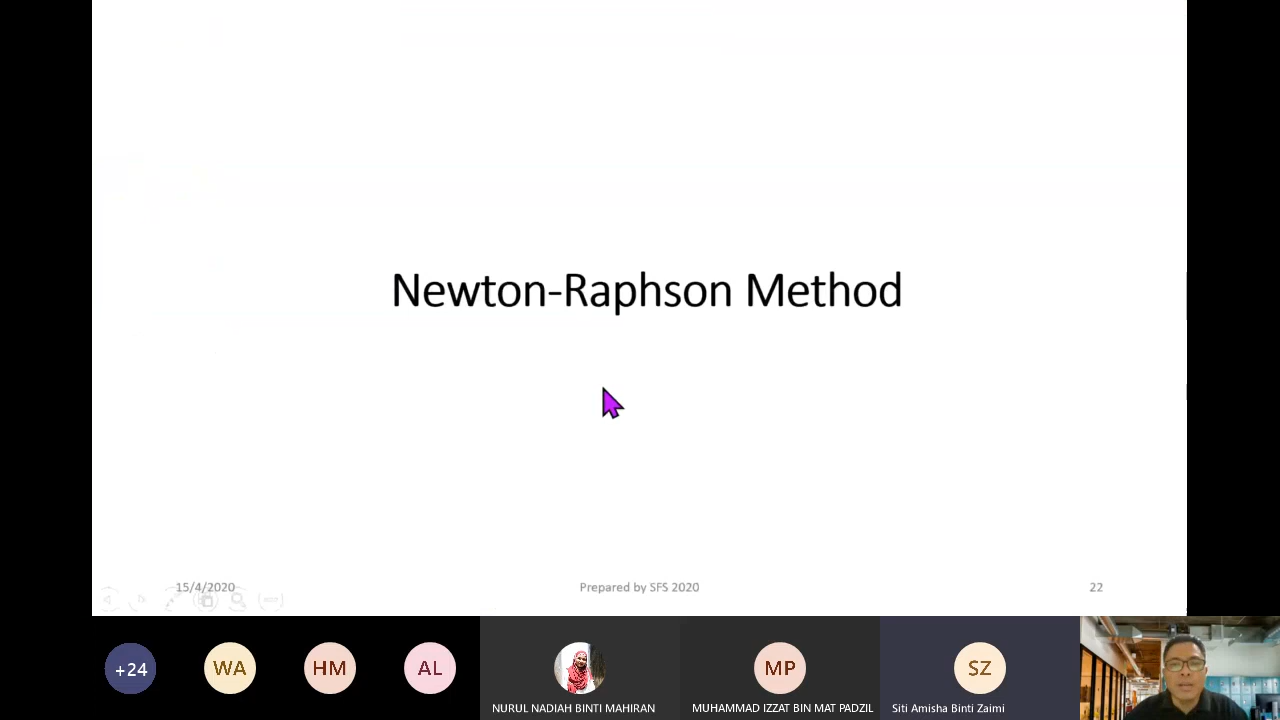 Newton-Raphson Method
15/4/2020
Prepared by SFS 2020
22
+24
WA
HM
AL
NURUL NADIAH BINTI MAHIRAN
MP
MUHAMMAD IZZAT BIN MAT PADZIL
SZ
Siti Amisha Binti Zaimi